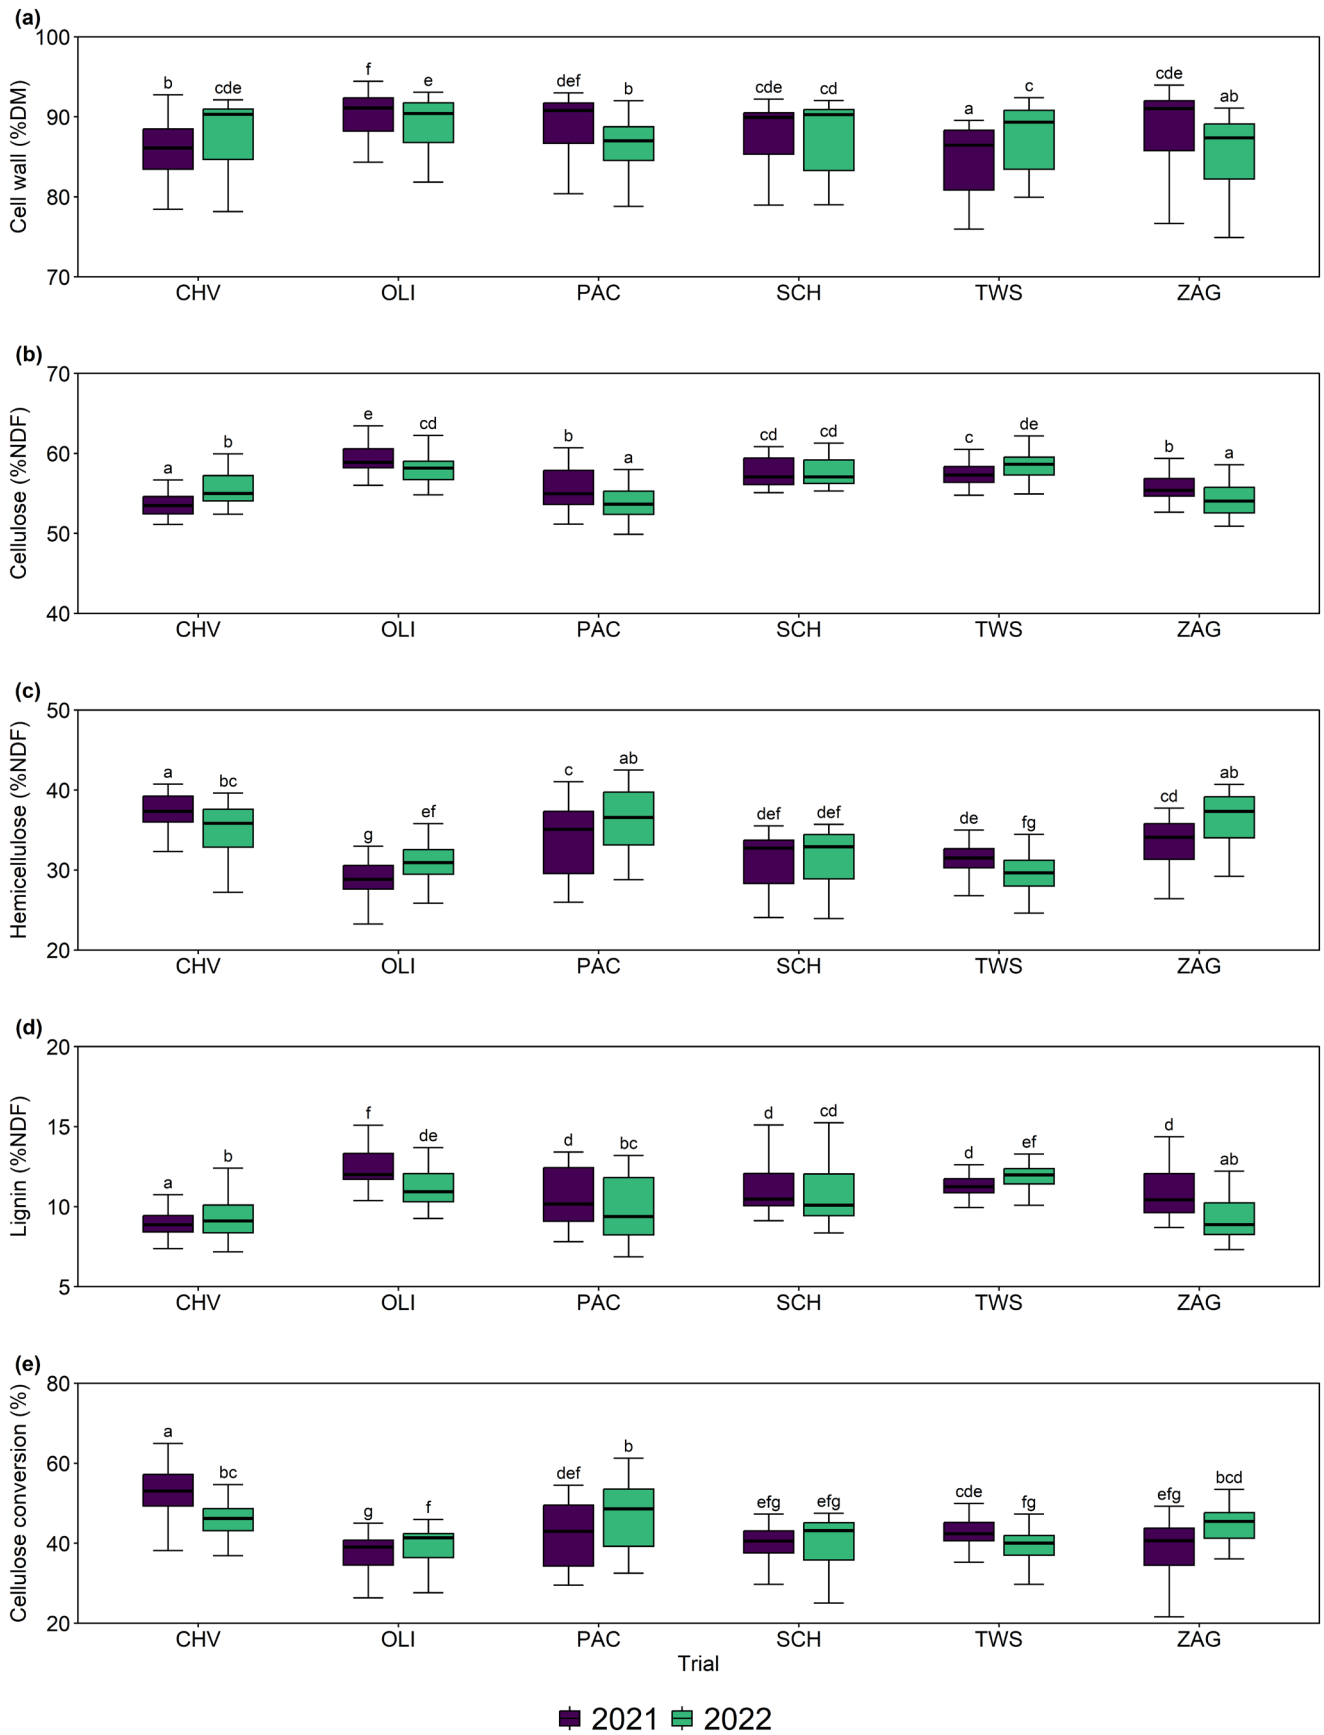 (a)
100
90
80
70
Cell wall (%DM)
b cde f e def b cde cd a c cde ab
CHV OLI PAC SCH TWS ZAG
(b)
70
60
50
40
Cellulose (%NDF)
a b e cd b a cd cd c de b a
CHV OLI PAC SCH TWS ZAG
(c)
50
40
30
20
Hemicellulose (%NDF)
a bc g ef c ab def def de fg cd ab
CHV OLI PAC SCH TWS ZAG
(d)
20
15
10
5
Lignin (%NDF)
a b f de d bc d cd d ef d ab
CHV OLI PAC SCH TWS ZAG
(e)
80
60
40
20
Cellulose conversion (%)
a bc g f def b efg efg cde fg efg bcd
CHV OLI PAC SCH TWS ZAG
Trial
2021 2022